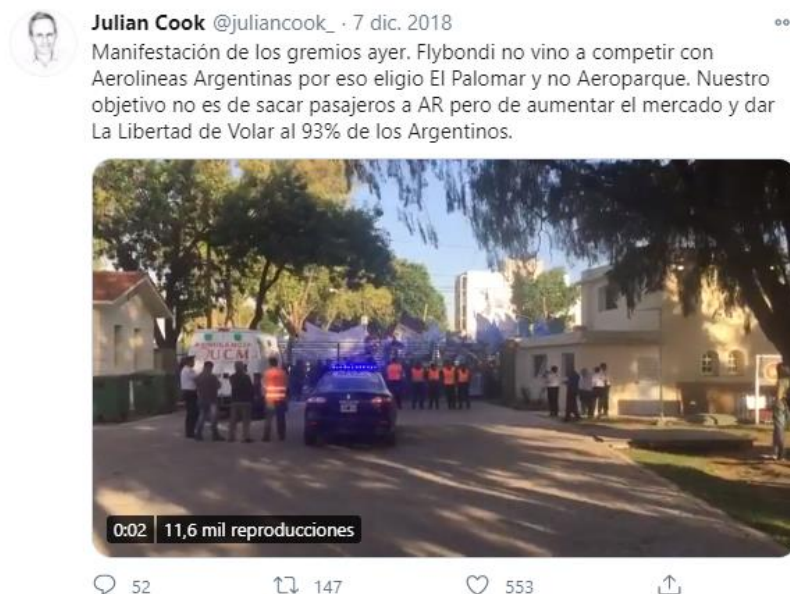 Julian Cook @juliancook_ · 7 dic. 2018
Manifestación de los gremios ayer. Flybondi no vino a competir con
Aerolineas Argentinas por eso eligio El Palomar y no Aeroparque. Nuestro
objetivo no es de sacar pasajeros a AR pero de aumentar el mercado y dar
La Libertad de Volar al 93% de los Argentinos.
AMBULANCIA
UCM
0:02 11,6 mil reproducciones
52 147 553